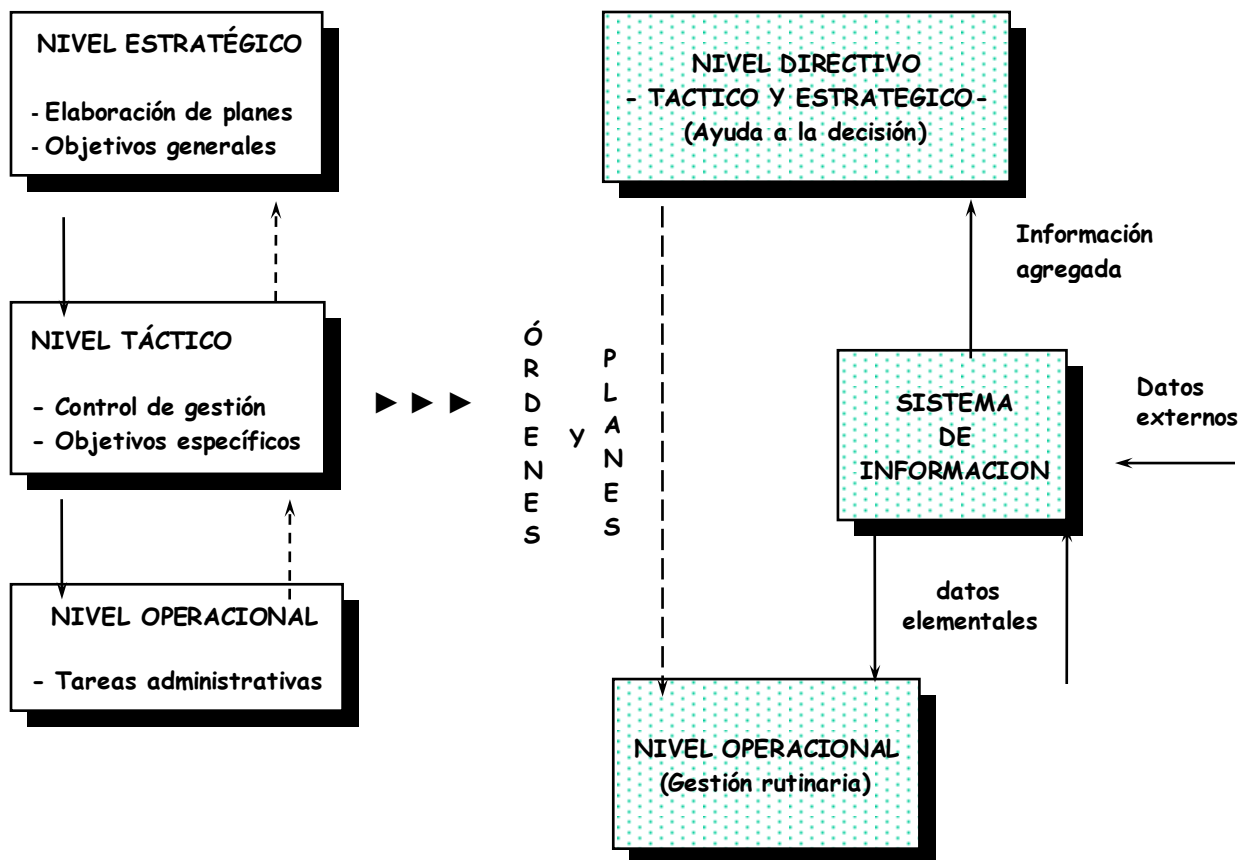 NIVEL ESTRATÉGICO
- Elaboración de planes
- Objetivos generales
NIVEL TÁCTICO
- Control de gestión
- Objetivos específicos
NIVEL OPERACIONAL
- Tareas administrativas
ÓRDENES
Y
PLANES
NIVEL DIRECTIVO
- TACTICO Y ESTRATEGICO-
(Ayuda a la decisión)
Información
agregada
SISTEMA
DE
INFORMACION
Datos
externos
datos
elementales
NIVEL OPERACIONAL
(Gestión rutinaria)